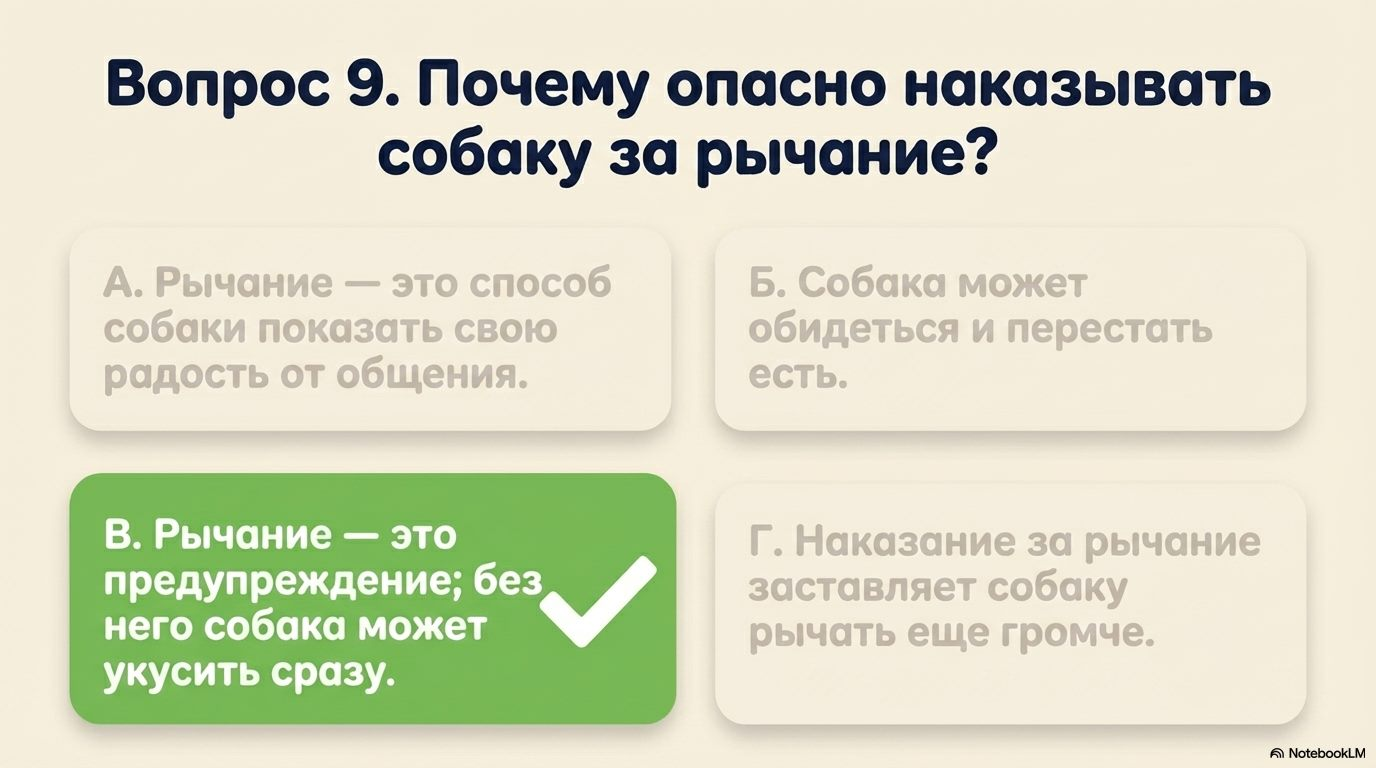 Вопрос 9. Почему опасно наказывать
собаку за рычание?
А. Рычание — это способ
собаки показать свою
радость от общения.
Б. Собака может
обидеться и перестать
есть.
В. Рычание — это
предупреждение; без
него собака может
укусить сразу.
Г. Наказание за рычание
заставляет собаку
рычать еще громче.
NotebookLM